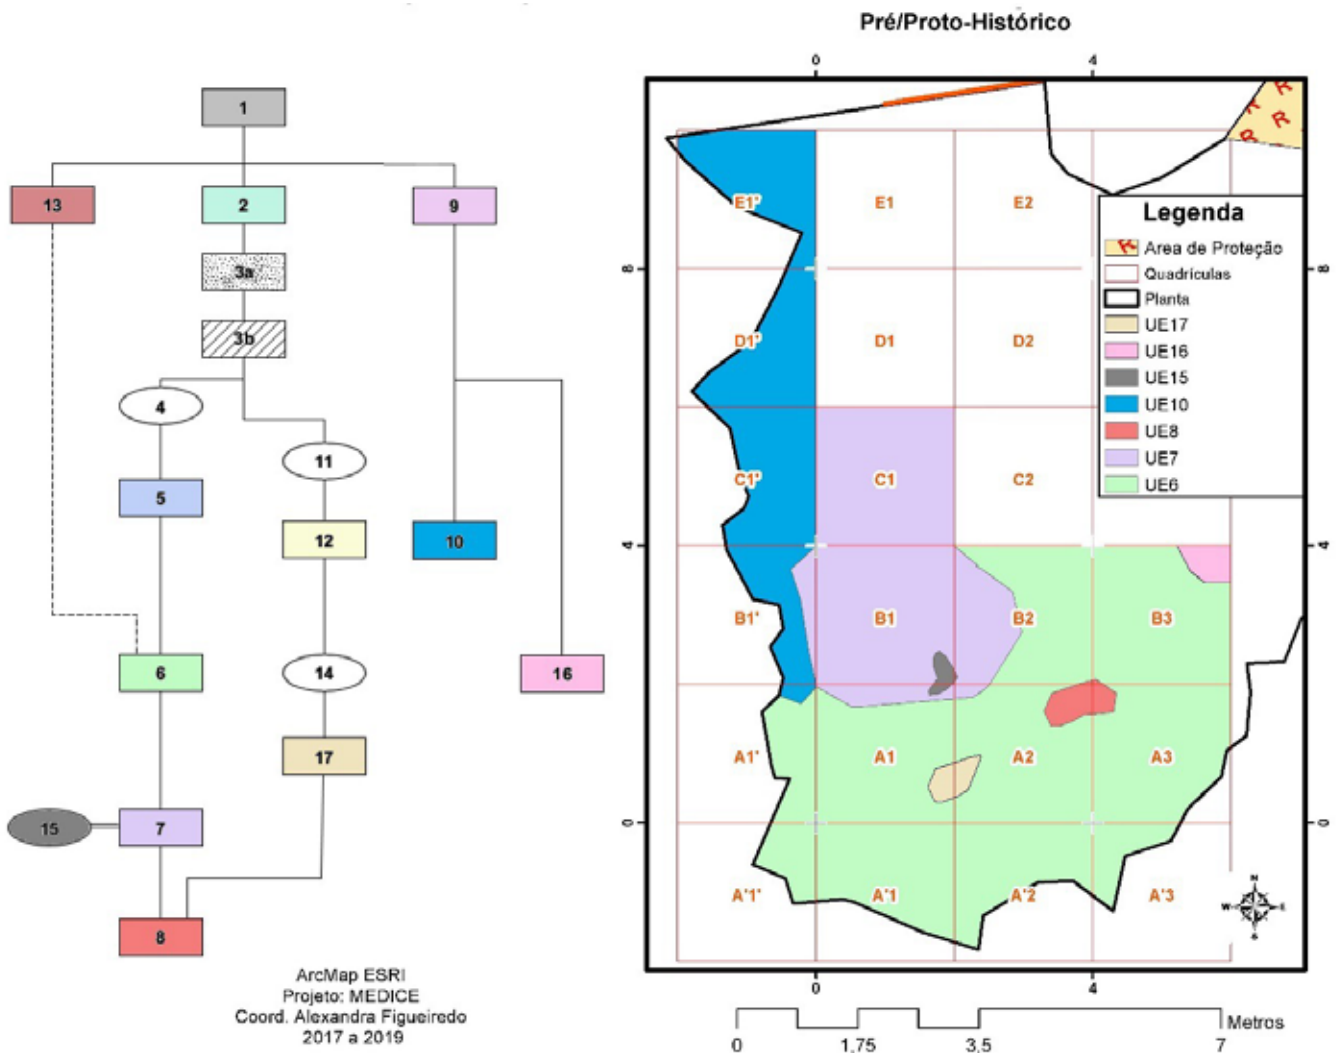 Pré/Proto-Histórico
1
13
2
9
3a
3b
4
11
5
12
10
6
14
16
17
15
7
8
ArcMap ESRI
Projeto: MEDICE
Coord. Alexandra Figueiredo
2017 a 2019
0 4
E1' E1 E2
8 8
D1' D1 D2
C1' C1 C2
4 4
B1' B1 B2 B3
A1' A1 A2 A3
0 0
A'1' A'1 A'2 A'3
0 4
R R R R
Legenda
R Area de Proteção
Quadrículas
Planta
UE17
UE16
UE15
UE10
UE8
UE7
UE6
N
W E
S
Metros
0 1,75 3,5 7